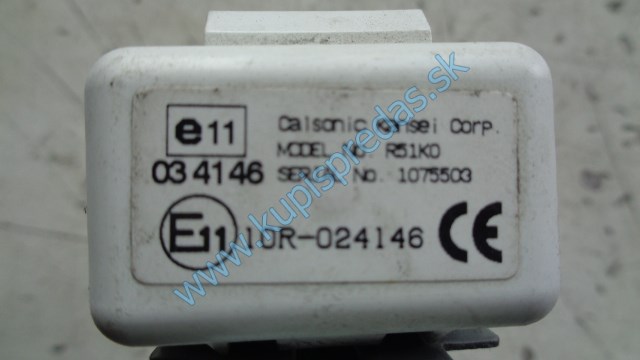 e11
03 4146
Calsonic Kansei Corp.
MODEL No. R51K0
SERIAL No. 1075503
E11 10R-024146 CE
www.kupispredas.sk